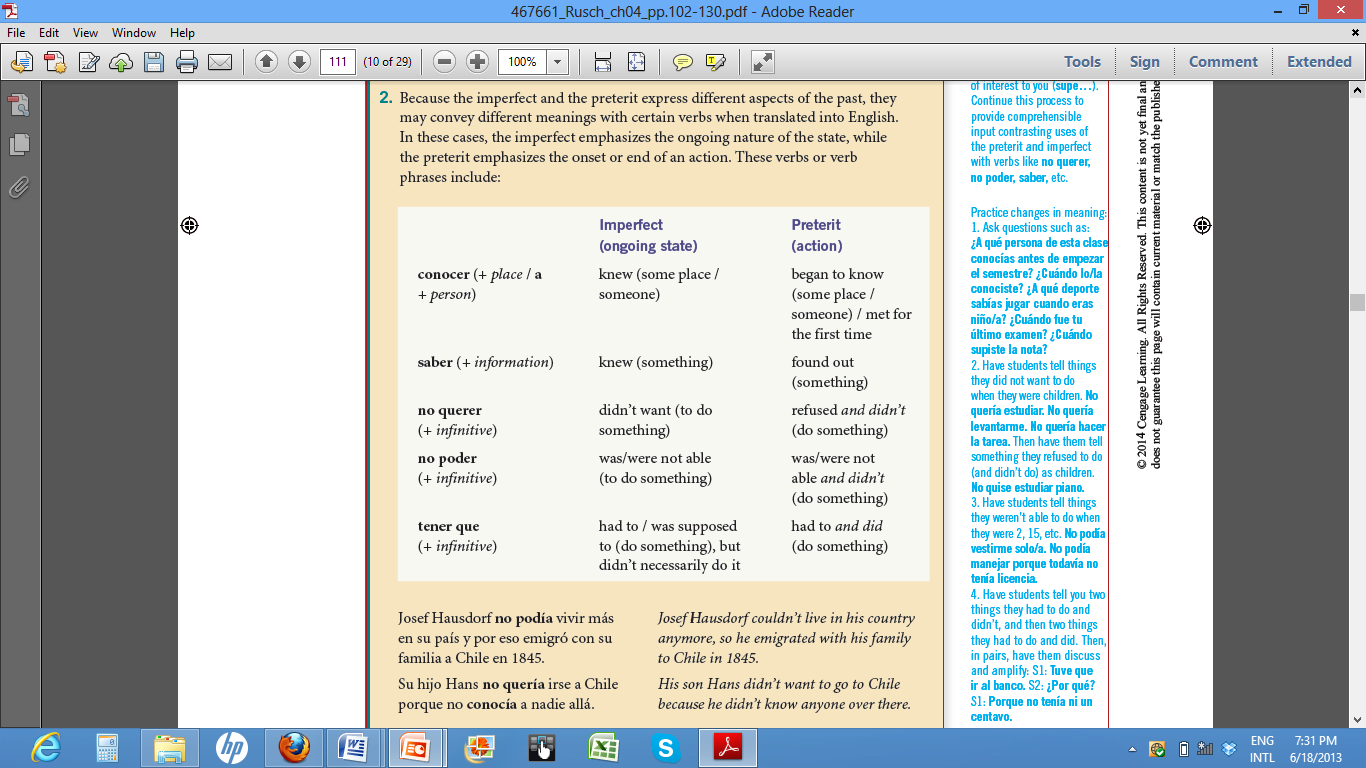 467661_Rusch_ch04_pp.102-130.pdf - Adobe Reader
File Edit View Window Help
111 (10 of 29) 100% Tools Sign Comment Extended
2. Because the imperfect and the preterit express different aspects of the past, they
may convey different meanings with certain verbs when translated into English.
In these cases, the imperfect emphasizes the ongoing nature of the state, while
the preterit emphasizes the onset or end of an action. These verbs or verb
phrases include:
Imperfect
(ongoing state)
Preterit
(action)
conocer (+ place / a
+ person)
knew (some place /
someone)
began to know
(some place /
someone) / met for
the first time
saber (+ information)
knew (something)
found out
(something)
no querer
(+ infinitive)
didn't want (to do
something)
refused and didn't
(do something)
no poder
(+ infinitive)
was/were not able
(to do something)
was/were not
able and didn't
(do something)
tener que
(+ infinitive)
had to / was supposed
to (do something), but
didn't necessarily do it
had to and did
(do something)
Josef Hausdorf no podía vivir más
en su país y por eso emigró con su
familia a Chile en 1845.
Josef Hausdorf couldn't live in his country
anymore, so he emigrated with his family
to Chile in 1845.
Su hijo Hans no quería irse a Chile
porque no conocía a nadie allá.
His son Hans didn't want to go to Chile
because he didn't know anyone over there.
of interest to you (supe…).
Continue this process to
provide comprehensible
input contrasting uses of
the preterit and imperfect
with verbs like no querer,
no poder, saber, etc.
Practice changes in meaning:
1. Ask questions such as:
¿A qué persona de esta clase
conocías antes de empezar
el semestre? ¿Cuándo lo/la
conociste? ¿A qué deporte
sabías jugar cuando eras
niño/a? ¿Cuándo fue tu
último examen? ¿Cuándo
supiste la nota?
2. Have students tell things
they did not want to do
when they were children. No
quería estudiar. No quería
levantarme. No quería hacer
la tarea. Then have them tell
something they refused to do
(and didn't do) as children.
No quise estudiar piano.
3. Have students tell things
they weren't able to do when
they were 2, 15, etc. No podía
vestirme solo/a. No podía
manejar porque todavía no
tenía licencia.
4. Have students tell you two
things they had to do and
didn't, and then two things
they had to do and did. Then,
in pairs, have them discuss
and amplify: S1: Tuve que
ir al banco. S2: ¿Por qué?
S1: Porque no tenía ni un
centavo.
© 2014 Cengage Learning. All Rights Reserved. This content is not yet final an
does not guarantee this page will contain current material or match the publishe
hp
ENG
INTL
7:31 PM
6/18/2013